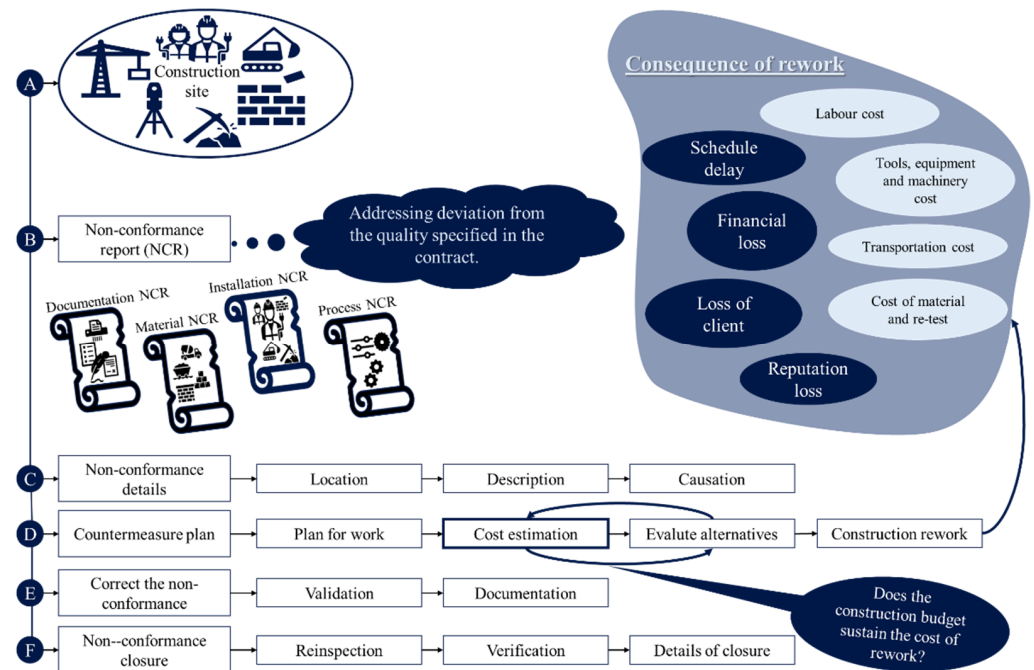 A
Construction
site
Consequence of rework
Labour cost
Schedule
delay
Tools, equipment
and machinery
cost
Financial
loss
Transportation cost
Loss of
client
Cost of material
and re-test
Reputation
loss
B
Non-conformance
report (NCR)
Addressing deviation from
the quality specified in the
contract.
Documentation NCR
Material NCR
Installation NCR
Process NCR
C
Non-conformance
details
Location
Description
Causation
D
Countermeasure plan
Plan for work
Cost estimation
Evalute alternatives
Construction rework
E
Correct the non-
conformance
Validation
Documentation
Does the
construction budget
sustain the cost of
rework?
F
Non--conformance
closure
Reinspection
Verification
Details of closure